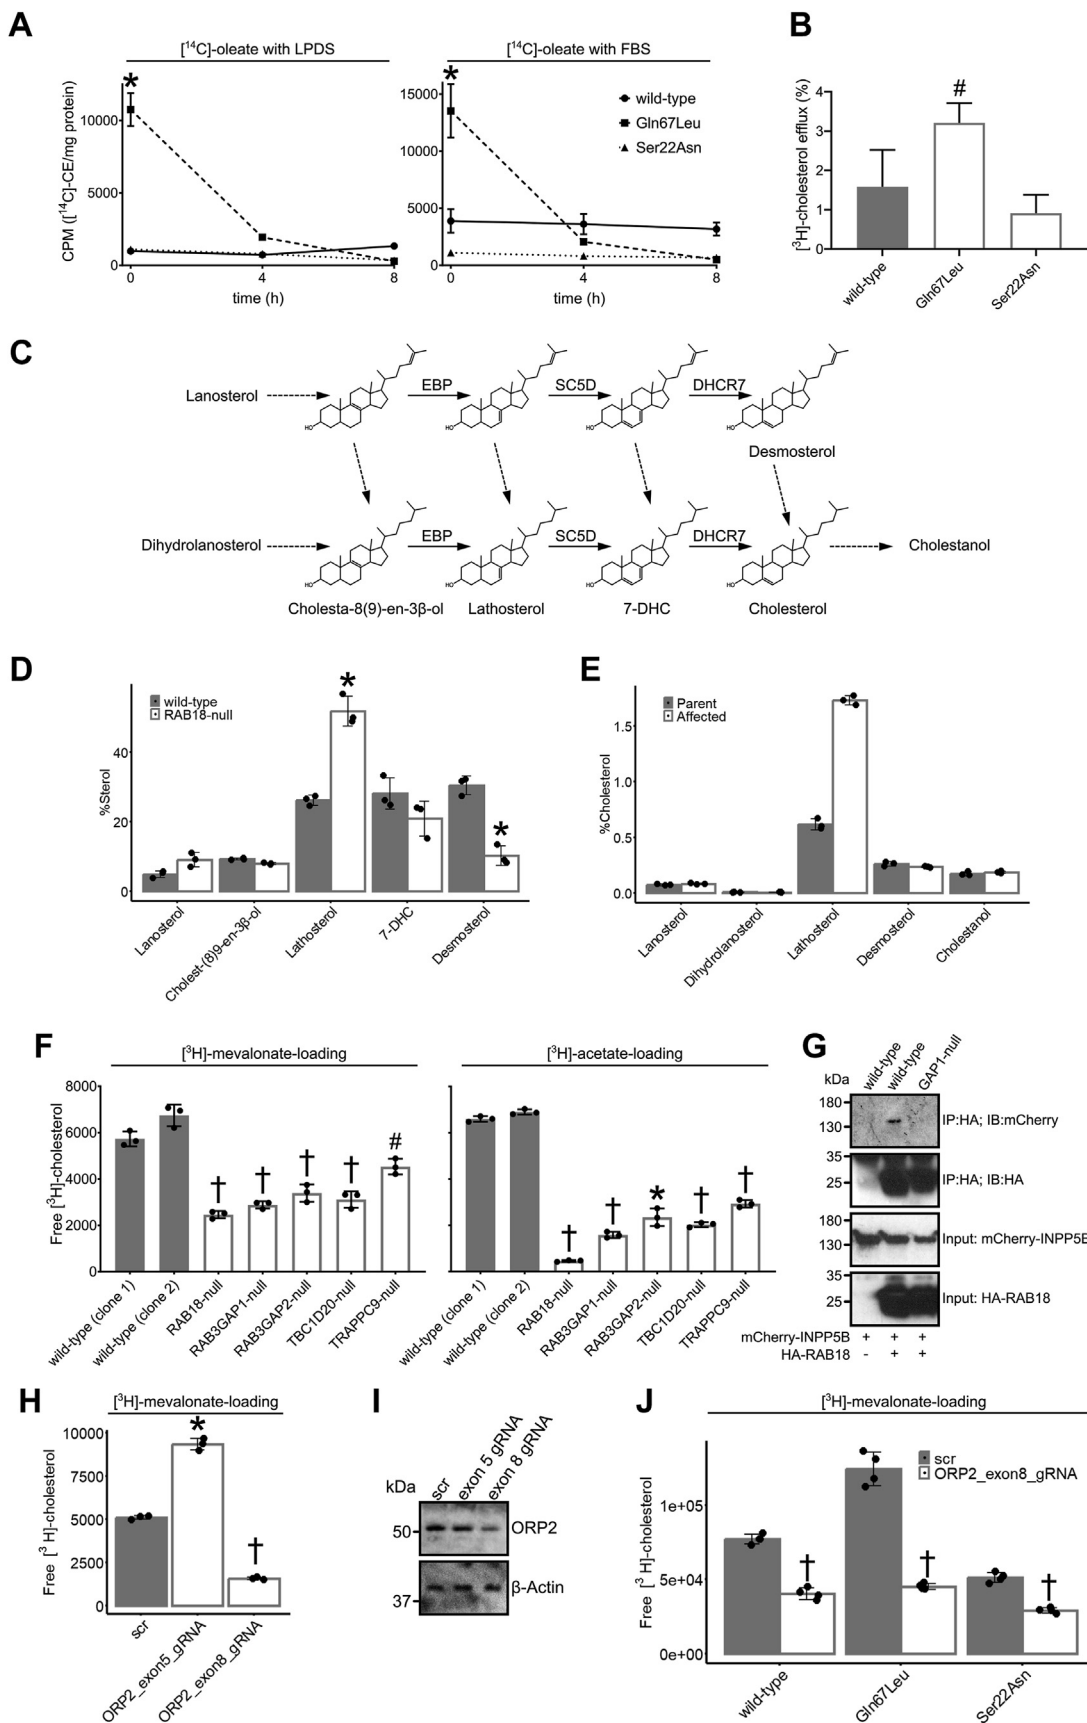 A
[14C]-oleate with LPDS
[14C]-oleate with FBS
CPM ([14C]-CE/mg protein)
10000
5000
0
*
0
4
8
time (h)
15000
10000
5000
0
*
wild-type
Gln67Leu
Ser22Asn
0
4
8
time (h)
B
[3H]-cholesterol efflux (%)
4
3
2
1
0
#
wild-type
Gln67Leu
Ser22Asn
C
Lanosterol
EBP
SC5D
DHCR7
HO
HO
HO
HO
Desmosterol
Dihydrolanosterol
EBP
SC5D
DHCR7
Cholestanol
HO
HO
HO
HO
Cholesta-8(9)-en-3β-ol
Lathosterol
7-DHC
Cholesterol
D
wild-type
RAB18-null
%Sterol
40
20
0
*
*
Lanosterol
Cholest-(8)9-en-3β-ol
Lathosterol
7-DHC
Desmosterol
E
Parent
Affected
%Cholesterol
1.5
1.0
0.5
0.0
Lanosterol
Dihydrolanosterol
Lathosterol
Desmosterol
Cholestanol
F
[3H]-mevalonate-loading
[3H]-acetate-loading
Free [3H]-cholesterol
8000
6000
4000
2000
0
†
†
†
†
#
†
†
*
†
†
wild-type (clone 1)
wild-type (clone 2)
RAB18-null
RAB3GAP1-null
RAB3GAP2-null
TBC1D20-null
TRAPPC9-null
wild-type (clone 1)
wild-type (clone 2)
RAB18-null
RAB3GAP1-null
RAB3GAP2-null
TBC1D20-null
TRAPPC9-null
G
wild-type
wild-type
GAP1-null
kDa
180
130
IP:HA; IB:mCherry
35
25
IP:HA; IB:HA
180
130
Input: mCherry-INPP5B
35
25
Input: HA-RAB18
mCherry-INPP5B + + +
HA-RAB18 - + +
H
[3H]-mevalonate-loading
Free [3 H]-cholesterol
10000
7500
5000
2500
0
*
†
scr
ORP2_exon5_gRNA
ORP2_exon8_gRNA
I
scr
exon 5 gRNA
exon 8 gRNA
kDa
50
ORP2
37
β-Actin
J
[3H]-mevalonate-loading
scr
ORP2_exon8_gRNA
Free [3 H]-cholesterol
1e+05
5e+04
0e+00
†
†
†
wild-type
Gln67Leu
Ser22Asn